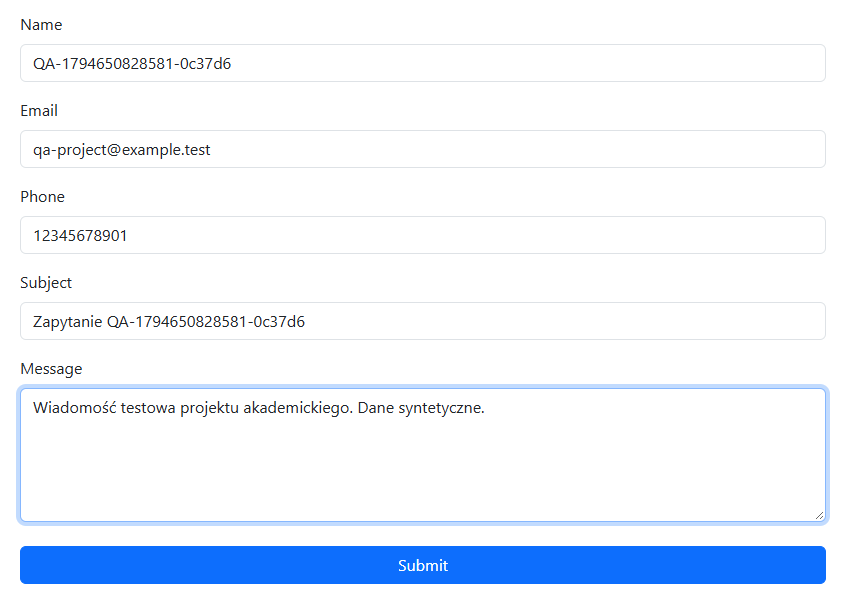 Name
QA-1794650828581-0c37d6
Email
qa-project@example.test
Phone
12345678901
Subject
Zapytanie QA-1794650828581-0c37d6
Message
Wiadomość testowa projektu akademickiego. Dane syntetyczne.
Submit